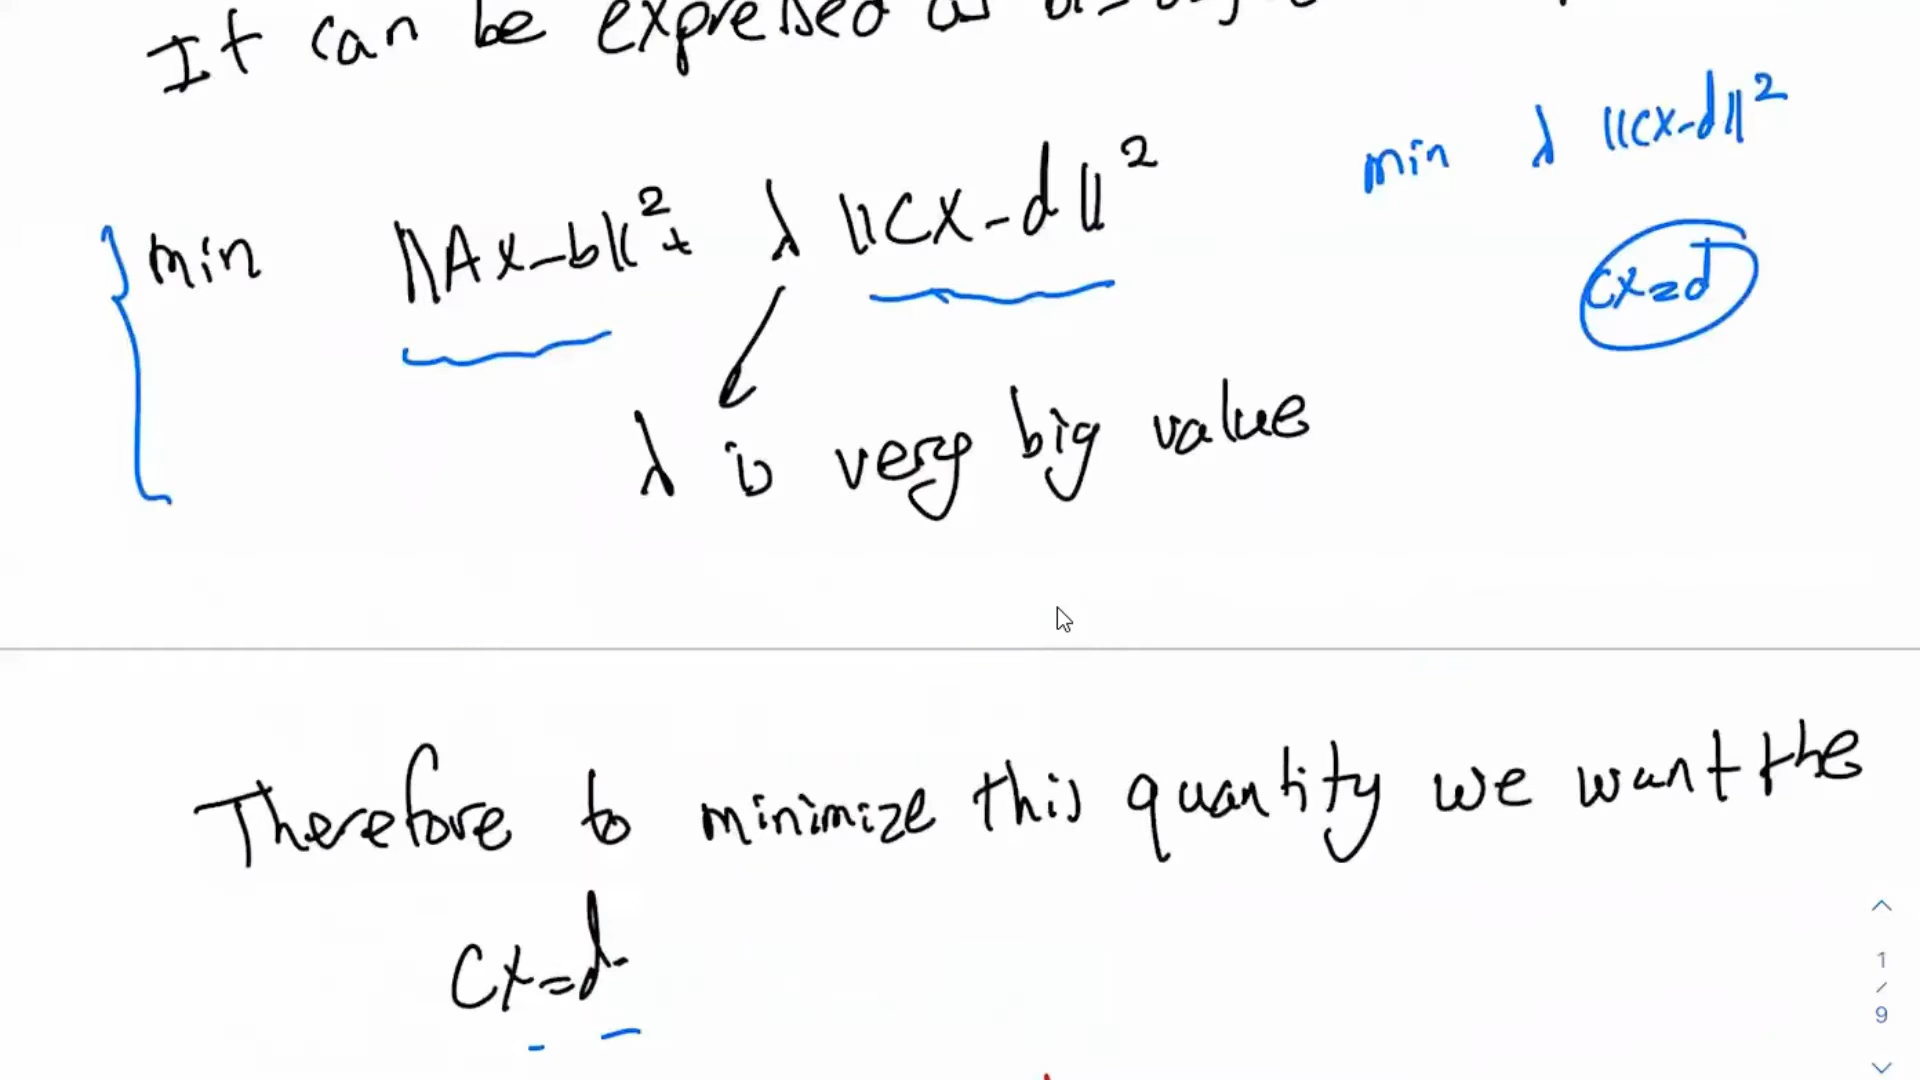 It can be expressed as
min λ ||Cx-d||²
min ||Ax-b||² + λ ||Cx-d||²
Cx=d
λ is very big value
Therefore to minimize this quantity we want the
Cx=d
1
/
9